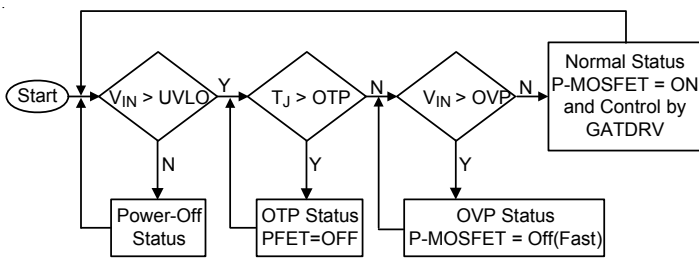 Start
V_IN > UVLO
Y
T_J > OTP
N
V_IN > OVP
N
Normal Status
P-MOSFET = ON
and Control by
GATDRV
N
Y
Y
Power-Off
Status
OTP Status
PFET=OFF
OVP Status
P-MOSFET = Off(Fast)